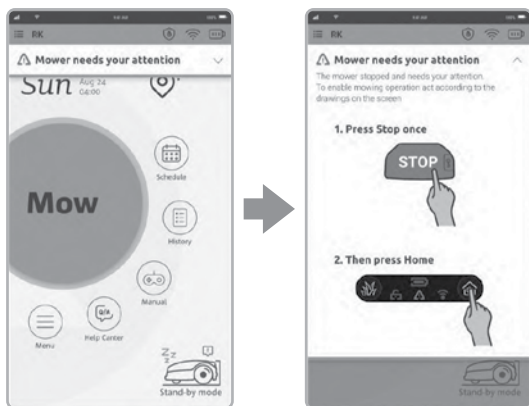 RK
Mower needs your attention
Sun Aug 24
04:00
Mow
Schedule
History
Manual
Q/A
Help Center
Menu
Z Z Z
Stand-by mode
RK
Mower needs your attention
The mower stopped and needs your attention.
To enable mowing operation act according to the
drawings on the screen
1. Press Stop once
STOP
2. Then press Home
Stand-by mode